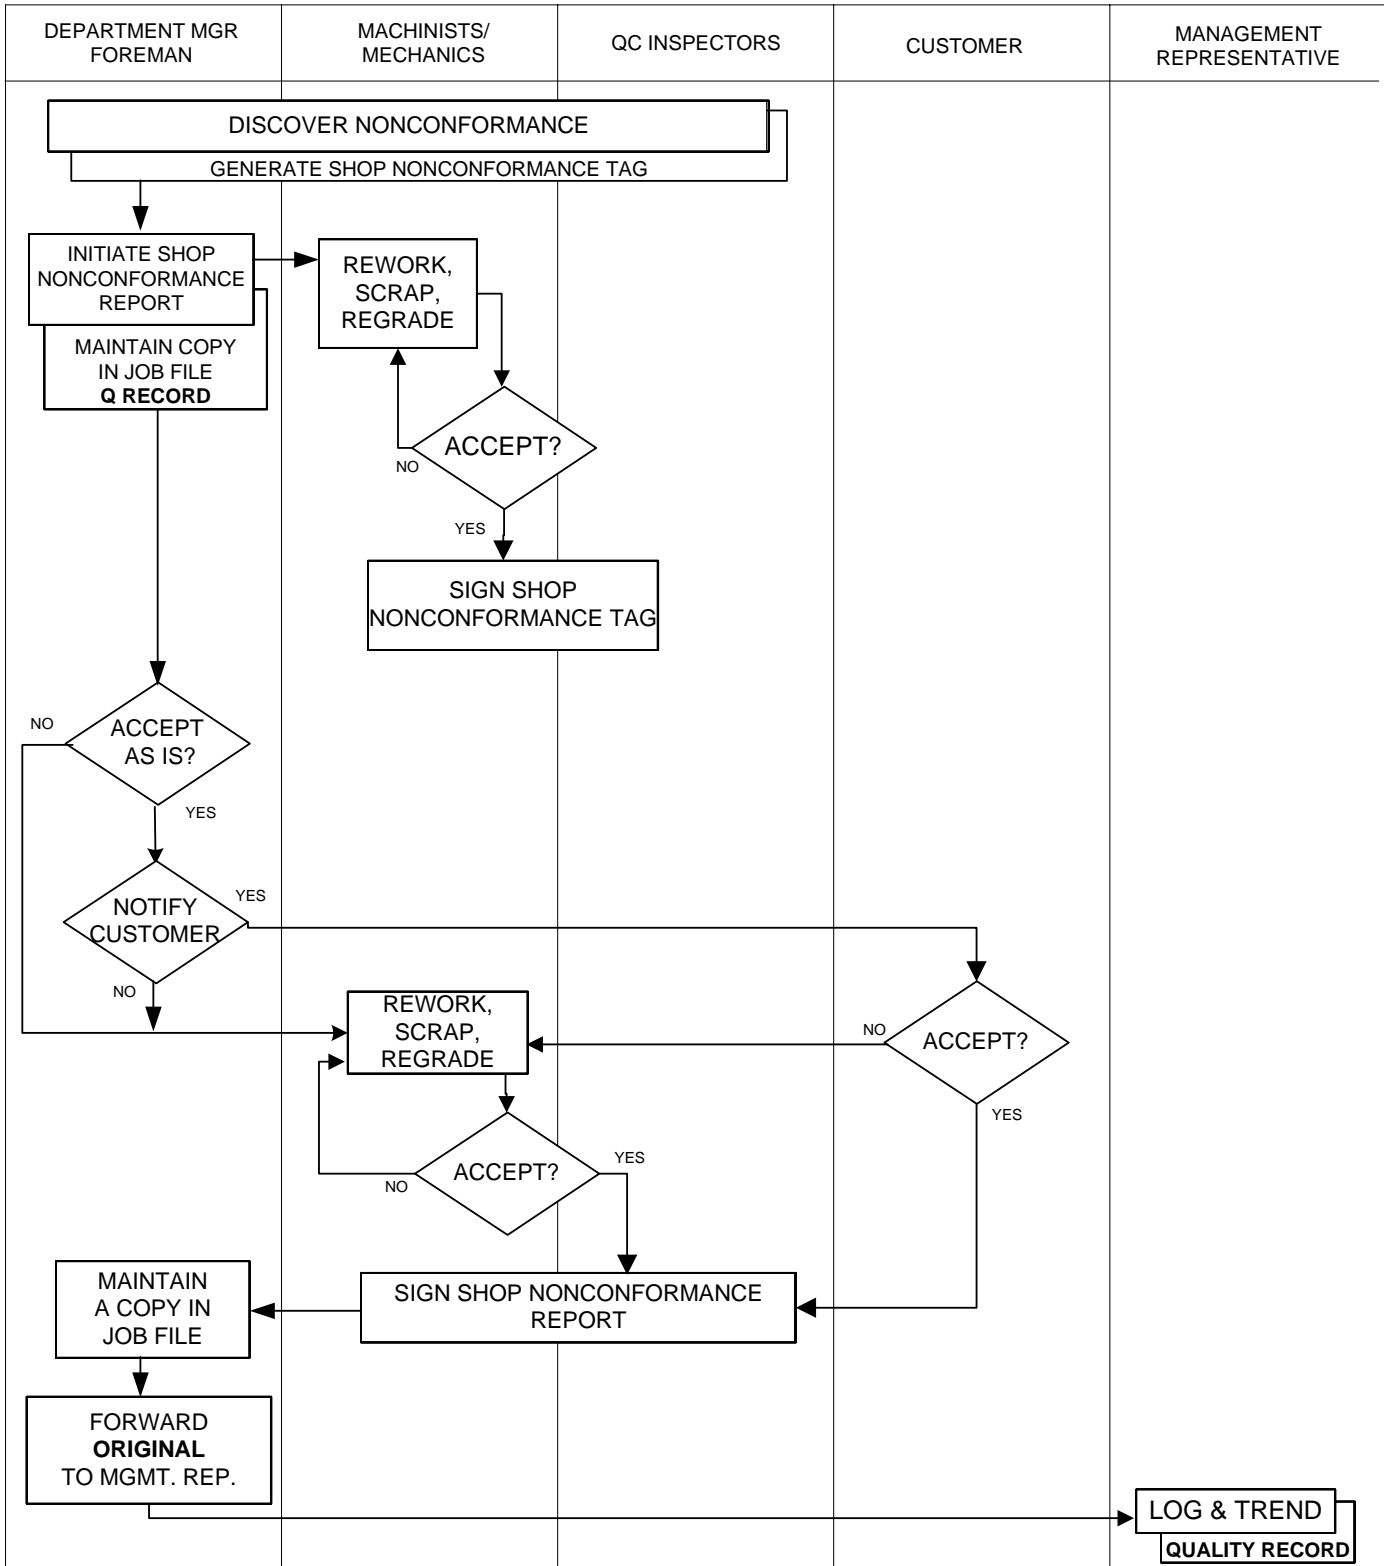 DEPARTMENT MGR
FOREMAN
MACHINISTS/
MECHANICS
QC INSPECTORS
CUSTOMER
MANAGEMENT
REPRESENTATIVE
DISCOVER NONCONFORMANCE
GENERATE SHOP NONCONFORMANCE TAG
INITIATE SHOP
NONCONFORMANCE
REPORT
MAINTAIN COPY
IN JOB FILE
Q RECORD
REWORK,
SCRAP,
REGRADE
ACCEPT?
NO
YES
SIGN SHOP
NONCONFORMANCE TAG
NO
ACCEPT
AS IS?
YES
NOTIFY
CUSTOMER
YES
NO
REWORK,
SCRAP,
REGRADE
NO
ACCEPT?
YES
ACCEPT?
NO
YES
MAINTAIN
A COPY IN
JOB FILE
SIGN SHOP NONCONFORMANCE
REPORT
FORWARD
ORIGINAL
TO MGMT. REP.
LOG & TREND
QUALITY RECORD